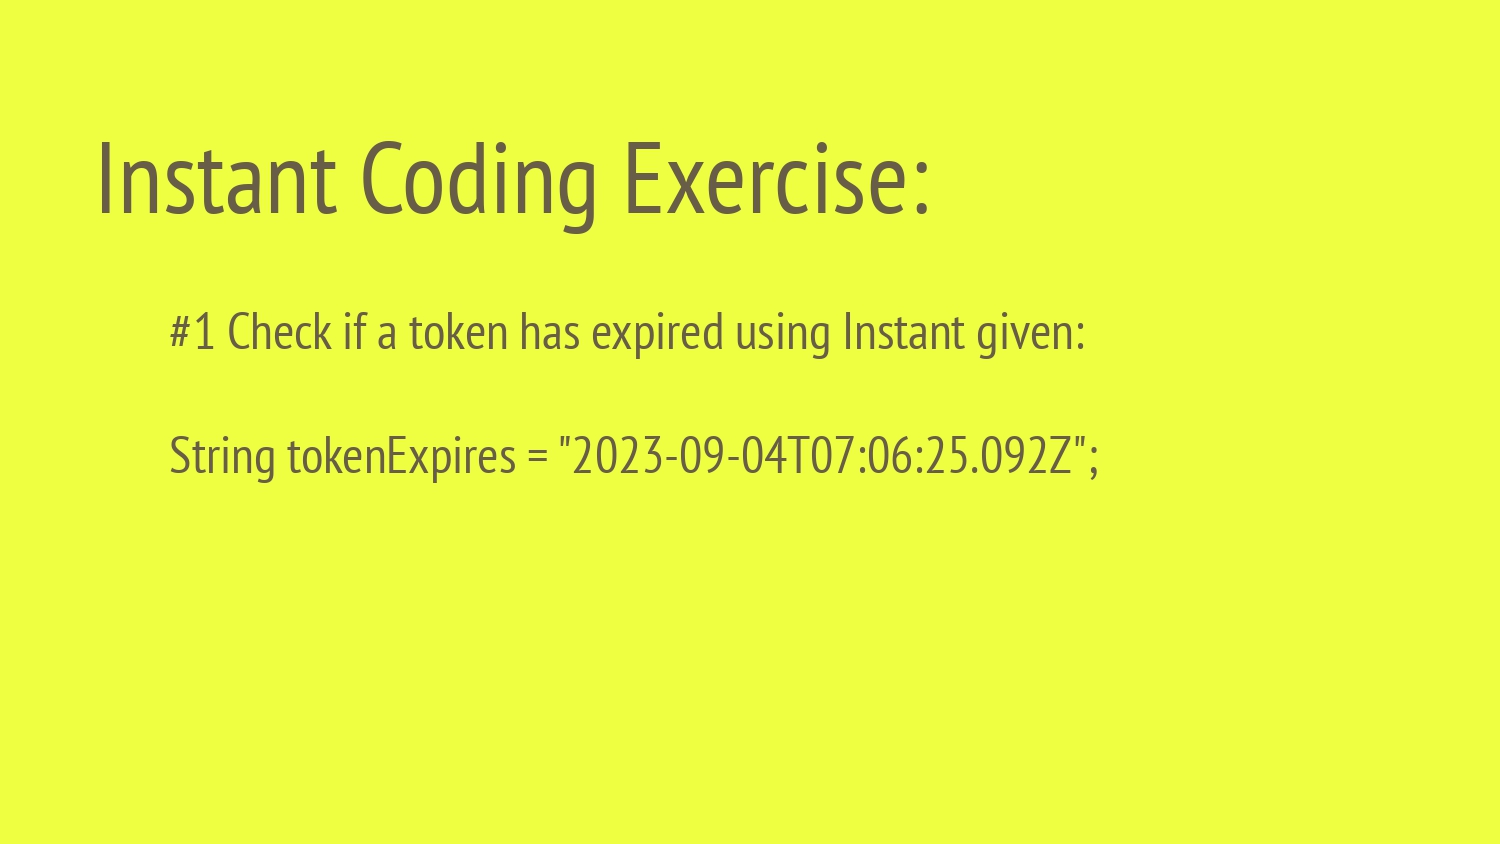 Instant Coding Exercise:
#1 Check if a token has expired using Instant given:
String tokenExpires = "2023-09-04T07:06:25.092Z";